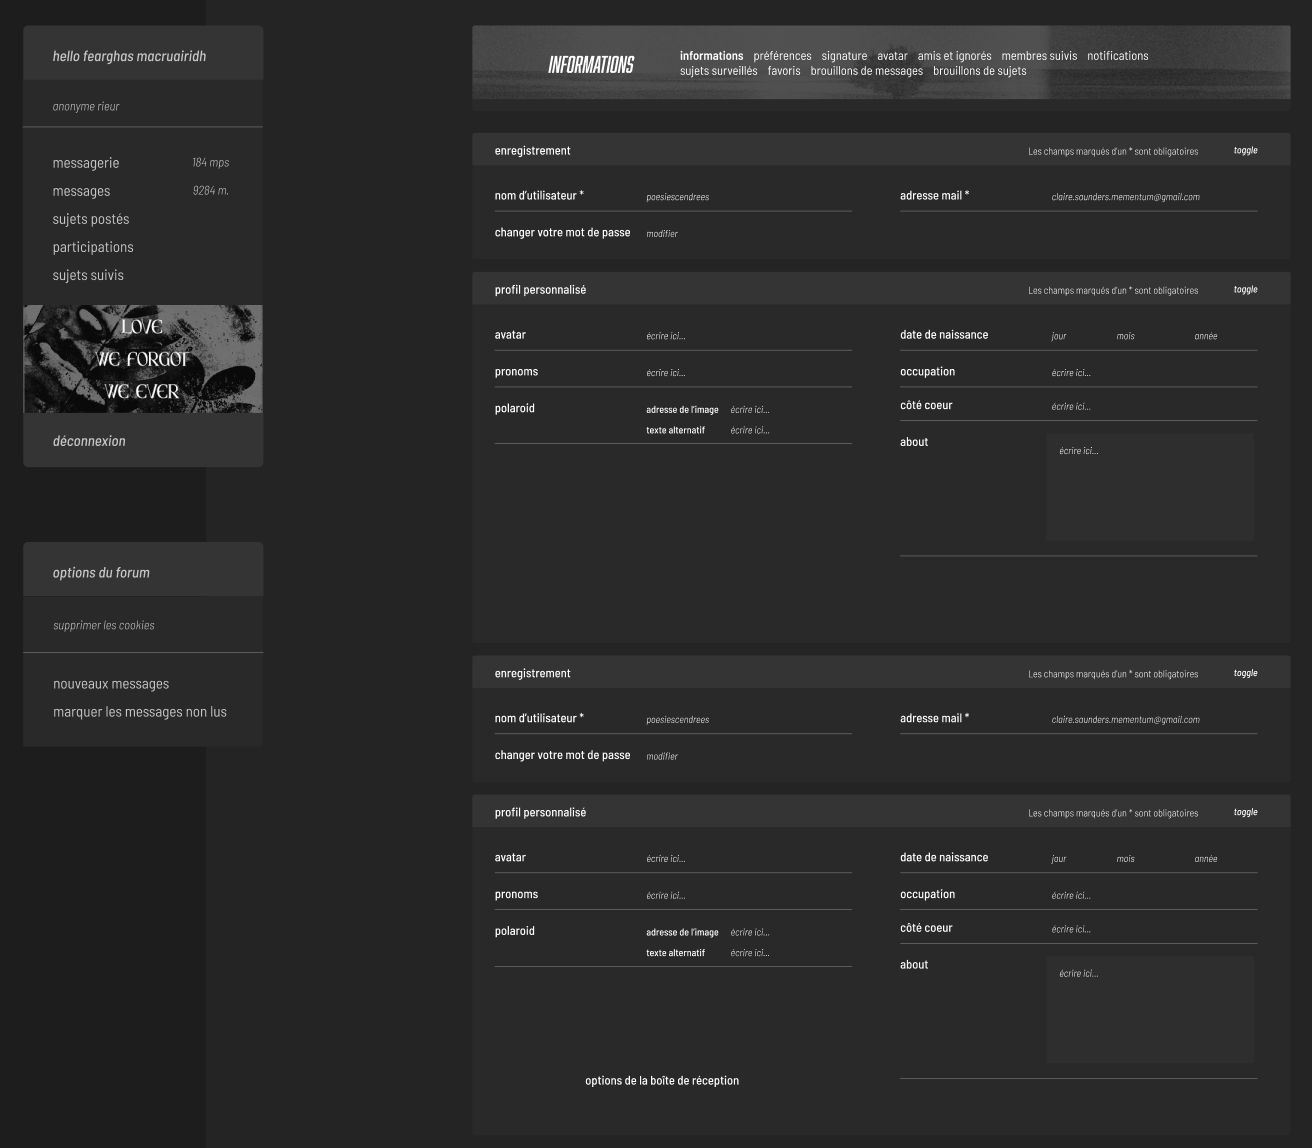 hello fearghas macruairidh
anonyme rieur
messagerie 184 mps
messages 9284 m.
sujets postés
participations
sujets suivis
LOVE
WE FORGOT
WE EVER
déconnexion
options du forum
supprimer les cookies
nouveaux messages
marquer les messages non lus
INFORMATIONS
informations préférences signature avatar amis et ignorés membres suivis notifications
sujets surveillés favoris brouillons de messages brouillons de sujets
enregistrement Les champs marqués d'un * sont obligatoires toggle
nom d'utilisateur * poesiescendrees adresse mail * claire.saunders.mementum@gmail.com
changer votre mot de passe modifier
profil personnalisé Les champs marqués d'un * sont obligatoires toggle
avatar écrire ici... date de naissance jour mois année
pronoms écrire ici... occupation écrire ici...
polaroid adresse de l'image écrire ici... côté coeur écrire ici...
texte alternatif écrire ici...
about écrire ici...
enregistrement Les champs marqués d'un * sont obligatoires toggle
nom d'utilisateur * poesiescendrees adresse mail * claire.saunders.mementum@gmail.com
changer votre mot de passe modifier
profil personnalisé Les champs marqués d'un * sont obligatoires toggle
avatar écrire ici... date de naissance jour mois année
pronoms écrire ici... occupation écrire ici...
polaroid adresse de l'image écrire ici... côté coeur écrire ici...
texte alternatif écrire ici...
about écrire ici...
options de la boîte de réception